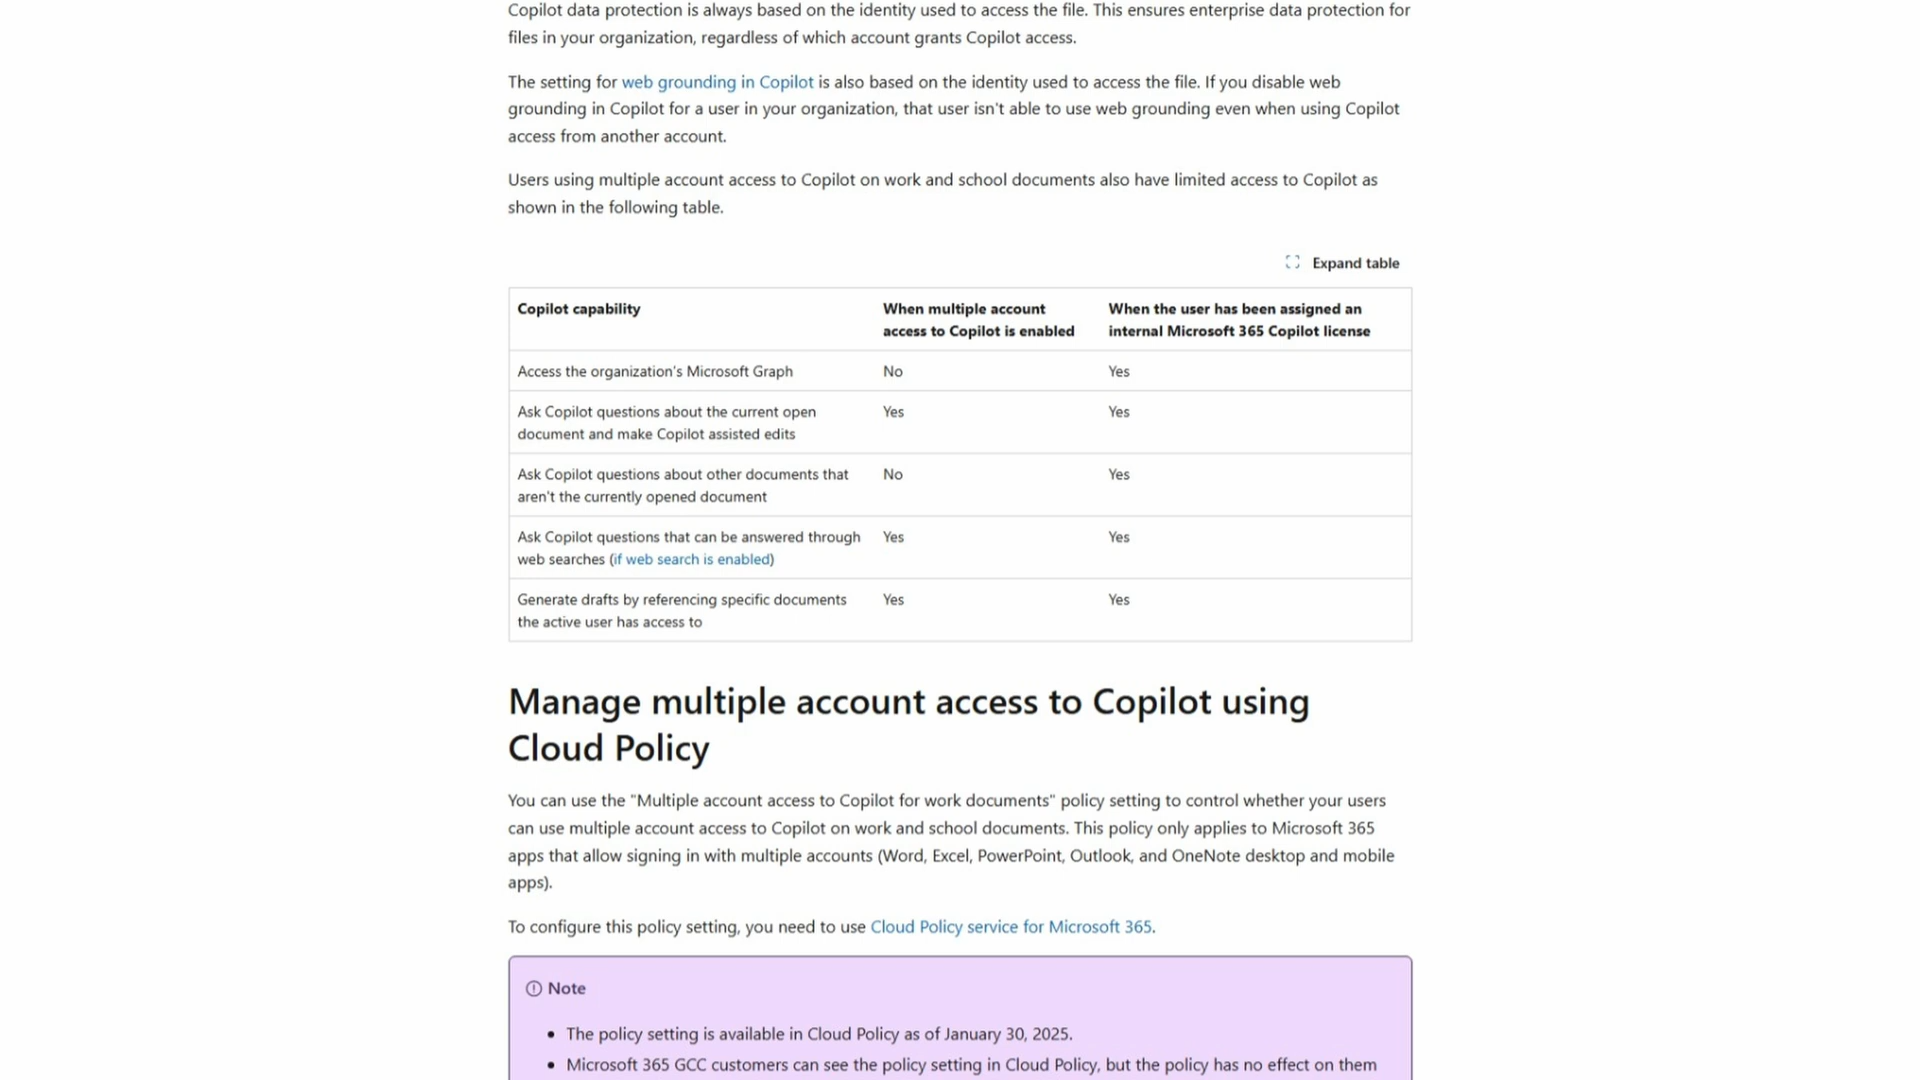 Copilot data protection is always based on the identity used to access the file. This ensures enterprise data protection for
files in your organization, regardless of which account grants Copilot access.
The setting for web grounding in Copilot is also based on the identity used to access the file. If you disable web
grounding in Copilot for a user in your organization, that user isn't able to use web grounding even when using Copilot
access from another account.
Users using multiple account access to Copilot on work and school documents also have limited access to Copilot as
shown in the following table.
Expand table
Copilot capability
When multiple account
access to Copilot is enabled
When the user has been assigned an
internal Microsoft 365 Copilot license
Access the organization's Microsoft Graph
No
Yes
Ask Copilot questions about the current open
document and make Copilot assisted edits
Yes
Yes
Ask Copilot questions about other documents that
aren't the currently opened document
No
Yes
Ask Copilot questions that can be answered through
web searches (if web search is enabled)
Yes
Yes
Generate drafts by referencing specific documents
the active user has access to
Yes
Yes
Manage multiple account access to Copilot using
Cloud Policy
You can use the "Multiple account access to Copilot for work documents" policy setting to control whether your users
can use multiple account access to Copilot on work and school documents. This policy only applies to Microsoft 365
apps that allow signing in with multiple accounts (Word, Excel, PowerPoint, Outlook, and OneNote desktop and mobile
apps).
To configure this policy setting, you need to use Cloud Policy service for Microsoft 365.
Note
• The policy setting is available in Cloud Policy as of January 30, 2025.
• Microsoft 365 GCC customers can see the policy setting in Cloud Policy, but the policy has no effect on them